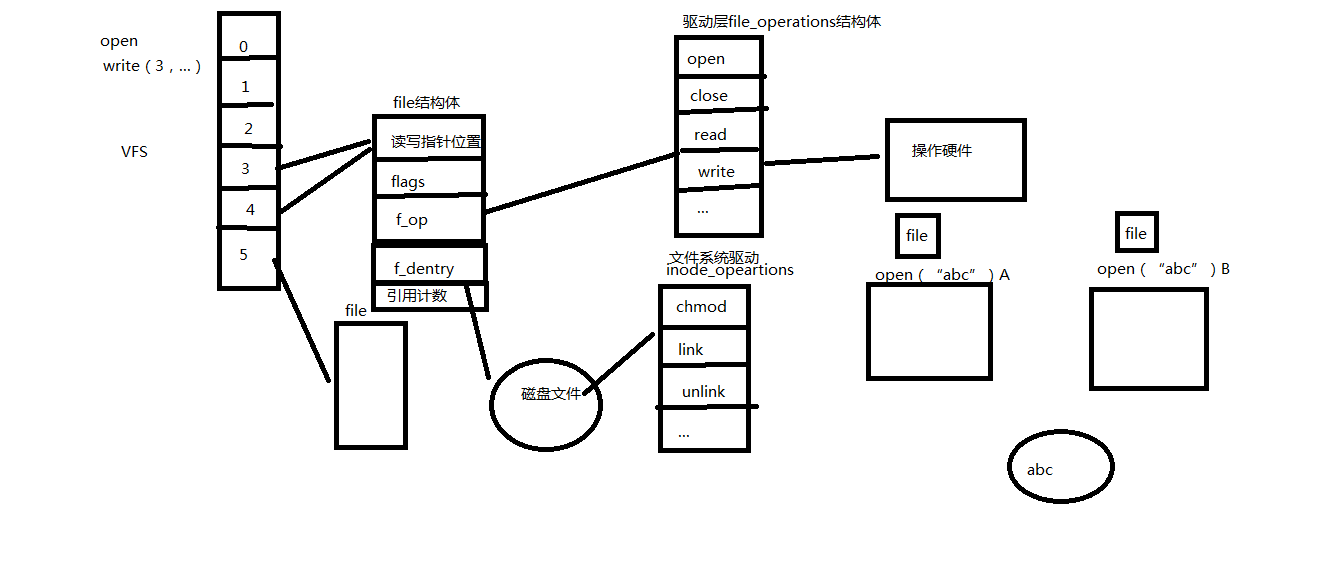 open
write（3，...）
VFS
0
1
2
3
4
5
file结构体
读写指针位置
flags
f_op
f_dentry
引用计数
file
驱动层file_operations结构体
open
close
read
write
...
操作硬件
文件系统驱动
inode_opeartions
chmod
link
unlink
...
磁盘文件
file
open（“abc”）A
file
open（“abc”）B
abc